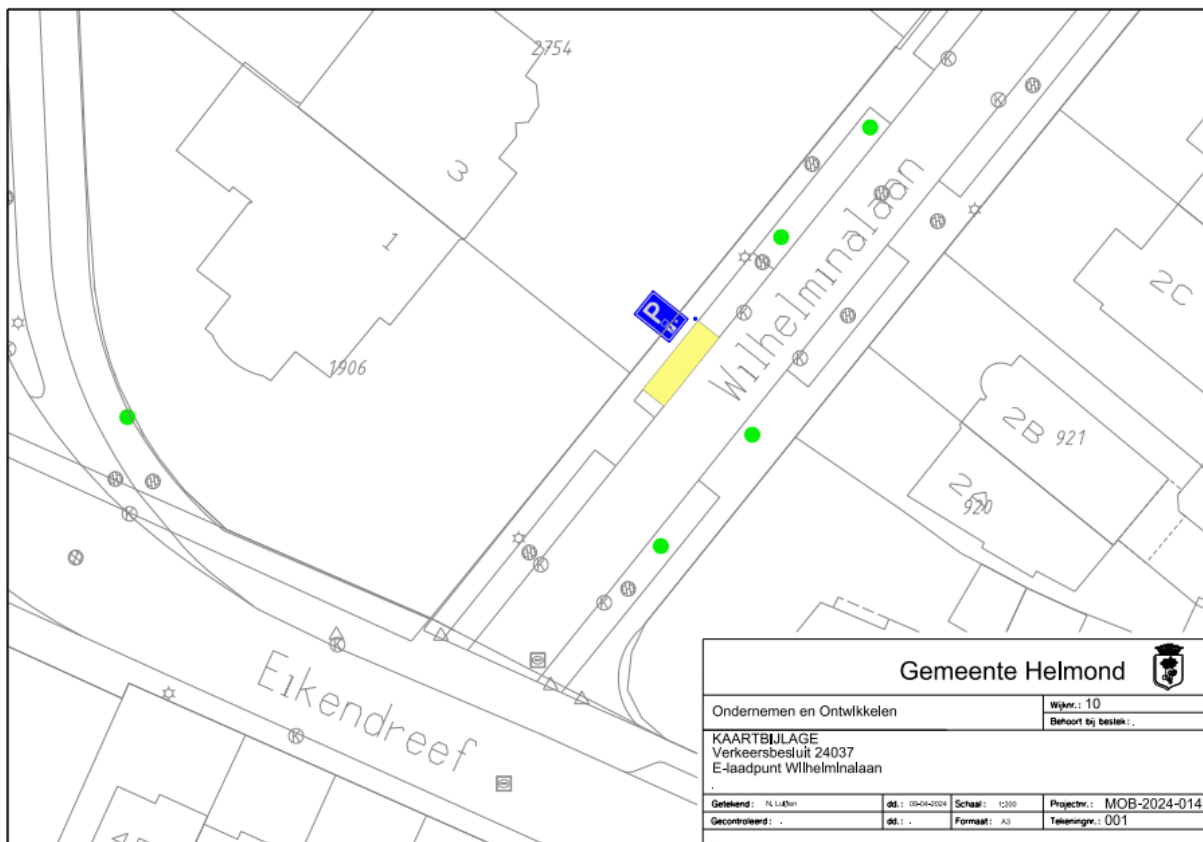 2754
3
1
1906
Wilhelminalaan
2C
2B 921
2A
920
P
Eikendreef
Gemeente Helmond
Ondernemen en Ontwikkelen
Wijknr.: 10
Behoort bij bestek: .
KAARTBIJLAGE
Verkeersbesluit 24037
E-laadpunt Wilhelminalaan
.
Getekend: N. dd.: 09-04-2024 Schaal: 1:200 Projectnr.: MOB-2024-014
Gecontroleerd: . dd.: . Formaat: A3 Tekeningnr.: 001